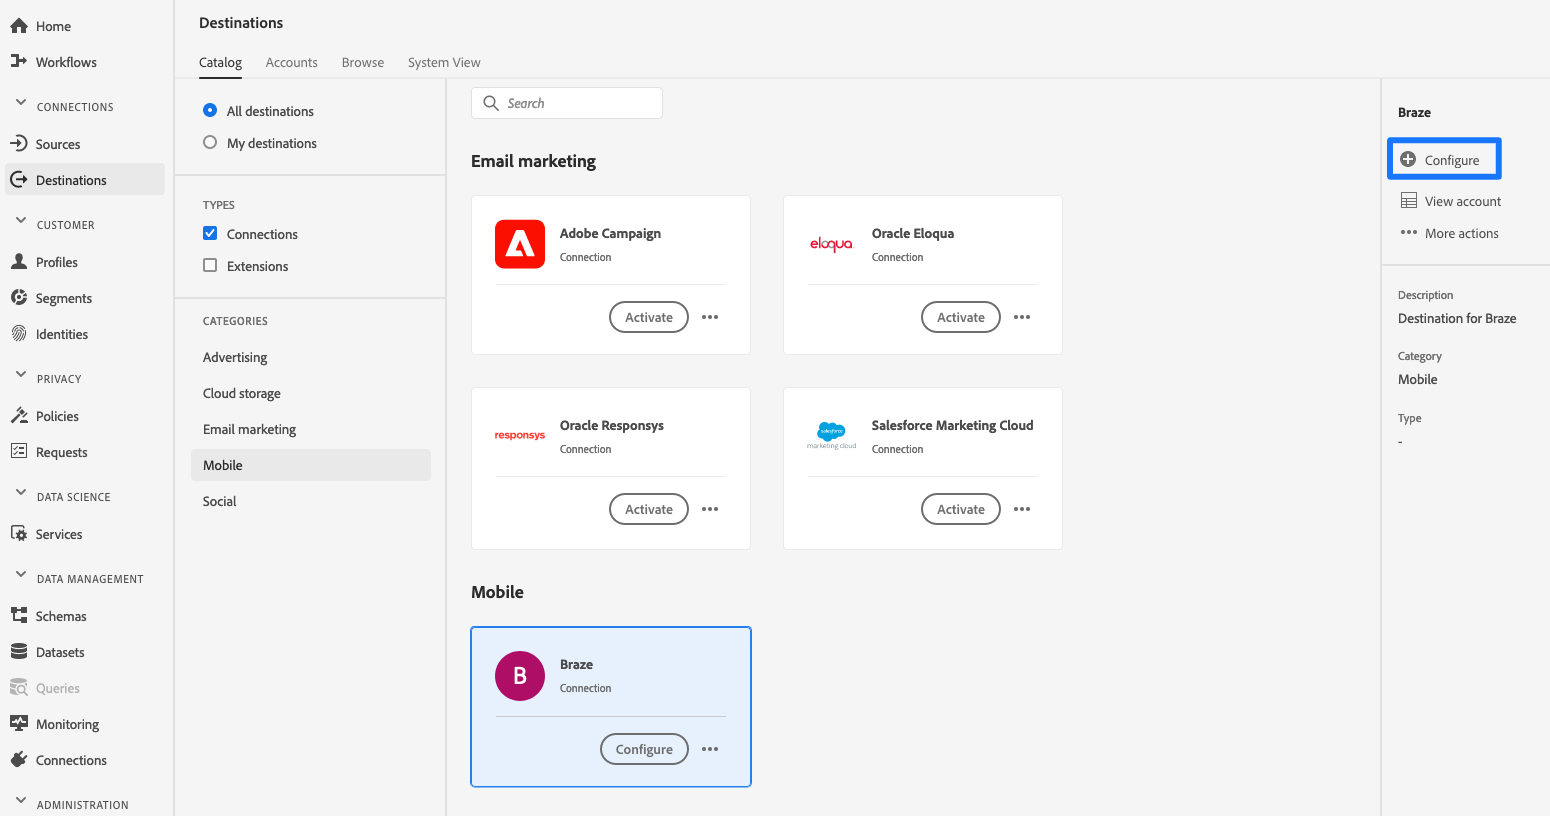 Home
Workflows
CONNECTIONS
Sources
Destinations
CUSTOMER
Profiles
Segments
Identities
PRIVACY
Policies
Requests
DATA SCIENCE
Services
DATA MANAGEMENT
Schemas
Datasets
Queries
Monitoring
Connections
ADMINISTRATION
Destinations
Catalog Accounts Browse System View
All destinations
My destinations
TYPES
Connections
Extensions
CATEGORIES
Advertising
Cloud storage
Email marketing
Mobile
Social
Search
Email marketing
Adobe Campaign
Connection
Activate
eloqua
Oracle Eloqua
Connection
Activate
responsys
Oracle Responsys
Connection
Activate
salesforce
marketing cloud
Salesforce Marketing Cloud
Connection
Activate
Mobile
B
Braze
Connection
Configure
Braze
Configure
View account
More actions
Description
Destination for Braze
Category
Mobile
Type
-